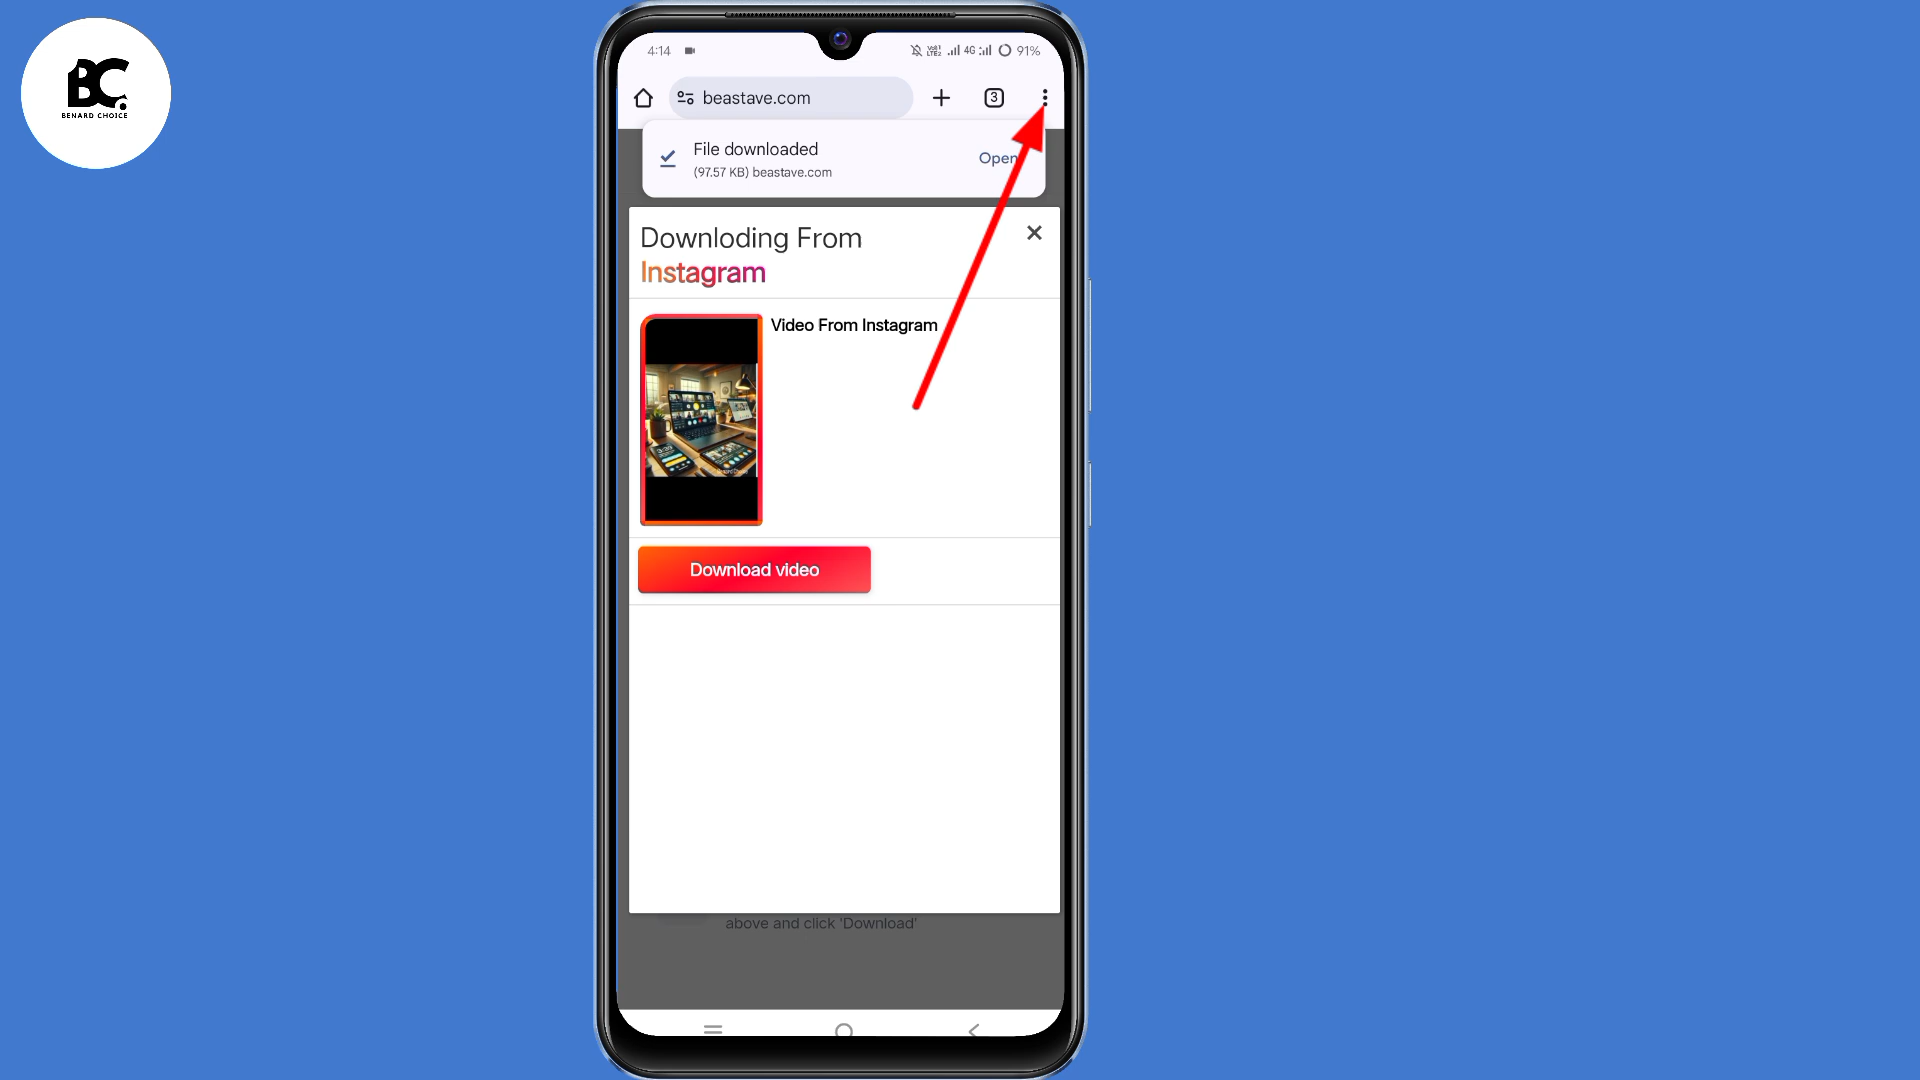 BC.
BENARD CHOICE
4:14
4G
91%
beastave.com
3
File downloaded
(97.57 KB) beastave.com
Open
Downloding From
Instagram
Video From Instagram
Download video
above and click 'Download'